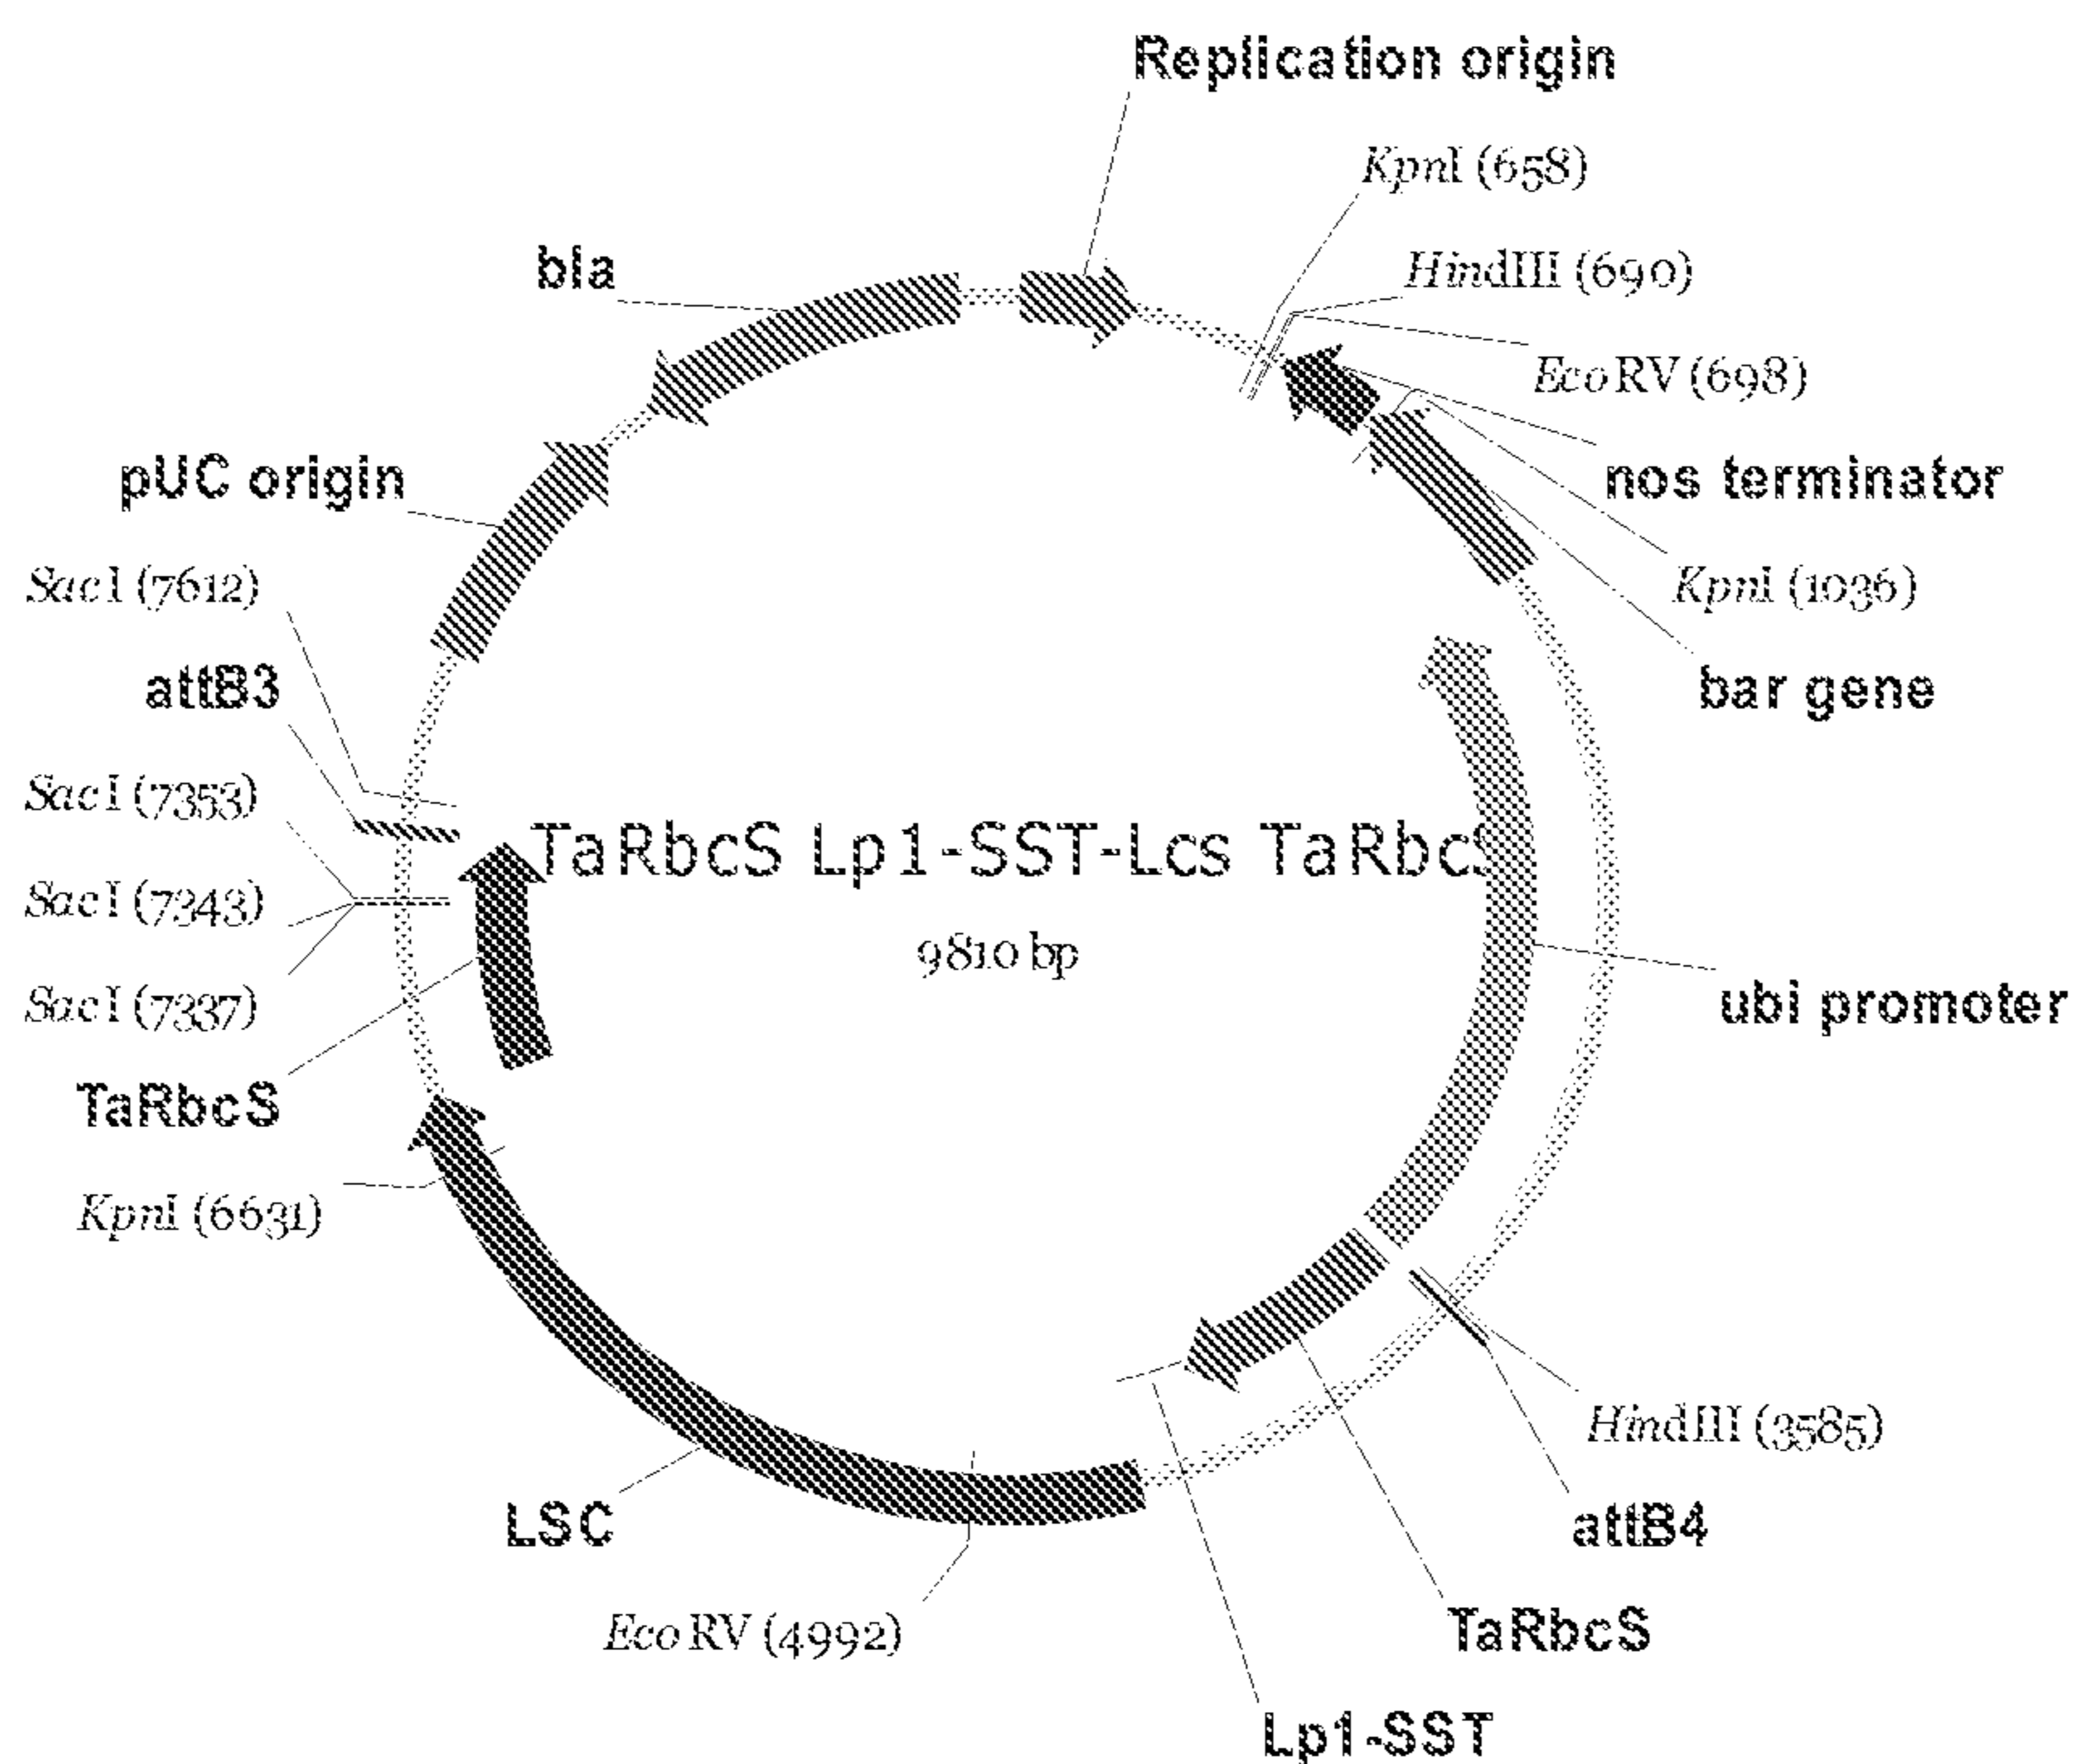 Replication origin
KpnI (658)
HindIII (690)
bla
EcoRV (698)
pUC origin
nos terminator
SacI (7612)
KpnI (1036)
attB3
bar gene
SacI (7353)
TaRbcS Lp1-SST-Lcs TaRbcS
SacI (7343)
9810 bp
SacI (7337)
ubi promoter
TaRbcS
KpnI (6631)
HindIII (3585)
LSC
attB4
EcoRV (4992)
TaRbcS
Lp1-SST